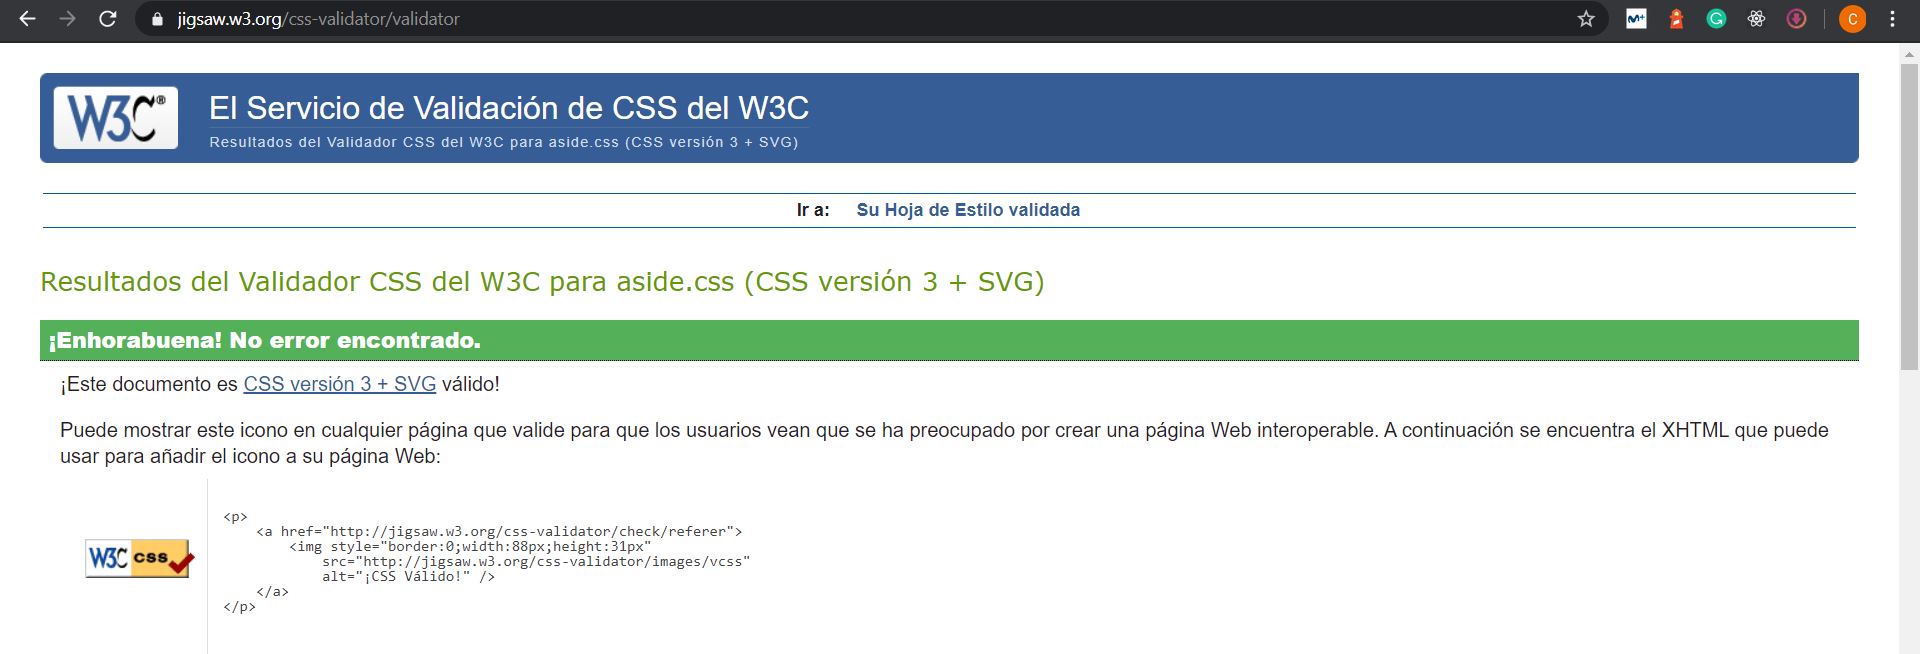 jigsaw.w3.org/css-validator/validator
C
W3C®
El Servicio de Validación de CSS del W3C
Resultados del Validador CSS del W3C para aside.css (CSS versión 3 + SVG)
Ir a: Su Hoja de Estilo validada
Resultados del Validador CSS del W3C para aside.css (CSS versión 3 + SVG)
¡Enhorabuena! No error encontrado.
¡Este documento es CSS versión 3 + SVG válido!
Puede mostrar este icono en cualquier página que valide para que los usuarios vean que se ha preocupado por crear una página Web interoperable. A continuación se encuentra el XHTML que puede
usar para añadir el icono a su página Web:
W3C css
<p>
    <a href="http://jigsaw.w3.org/css-validator/check/referer">
        <img style="border:0;width:88px;height:31px"
            src="http://jigsaw.w3.org/css-validator/images/vcss"
            alt="¡CSS Válido!" />
    </a>
</p>